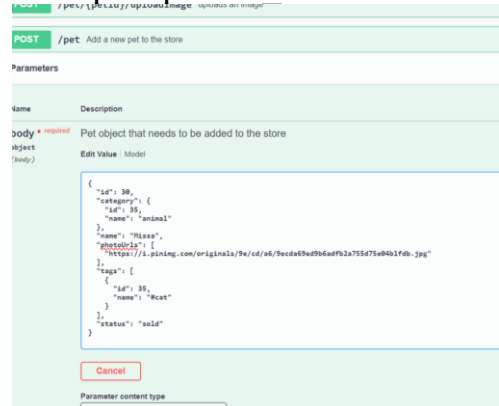 POST /pet/{petId}/uploadImage uploads an image
POST /pet Add a new pet to the store
Parameters
Name Description
body * required Pet object that needs to be added to the store
object
(body)
Edit Value | Model
{
"id": 30,
"category": {
"id": 35,
"name": "animal"
},
"name": "Missa",
"photoUrls": [
"https://i.pinimg.com/originals/9e/cd/a6/9ecda69ed9b6adfb2a755d75e04b1fdb.jpg"
],
"tags": [
{
"id": 35,
"name": "#cat"
}
],
"status": "sold"
}
Cancel
Parameter content type